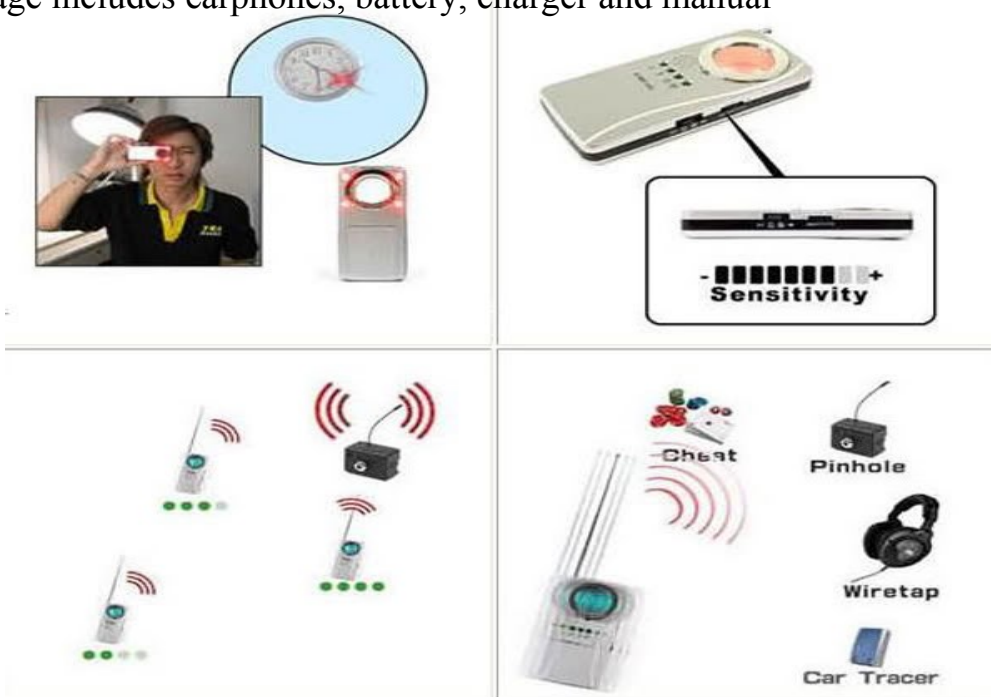 age includes earphones, battery, charger and manual
- +
Sensitivity
Cheat
Pinhole
Wiretap
Car Tracer